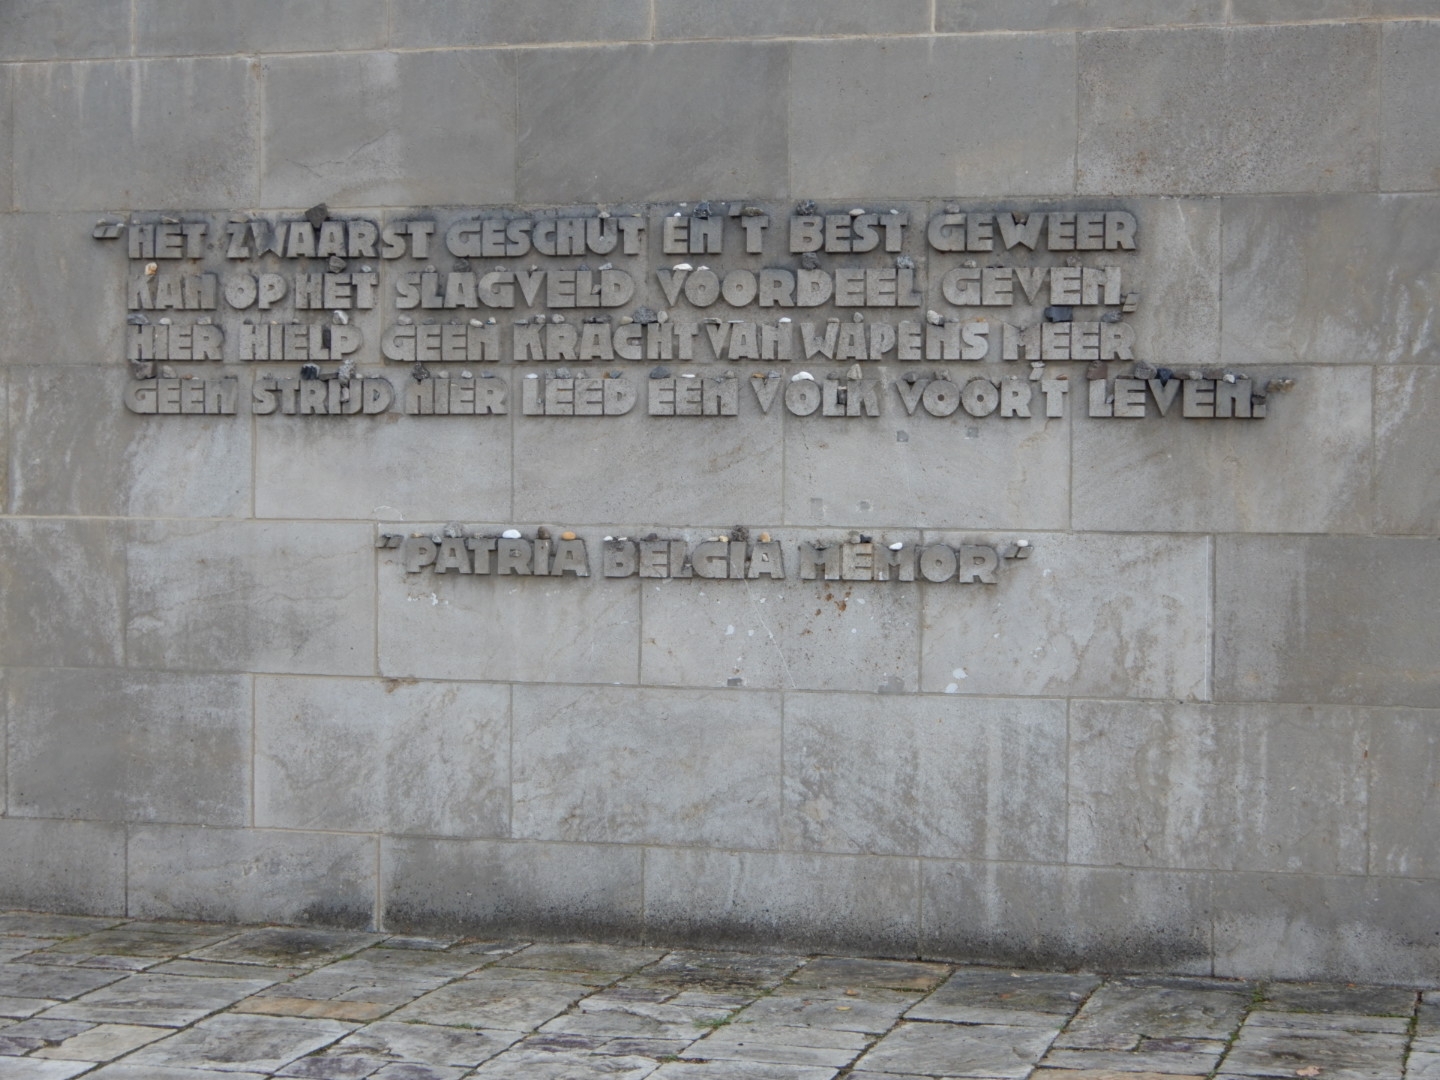 "HET ZWAARST GESCHUT EN 'T BEST GEWEER
KAN OP HET SLAGVELD VOORDEEL GEVEN,
HIER HIELP GEEN KRACHT VAN WAPENS MEER
GEEN STRIJD HIER LEED EEN VOLK VOOR 'T LEVEN."
"PATRIA BELGIA MEMOR"